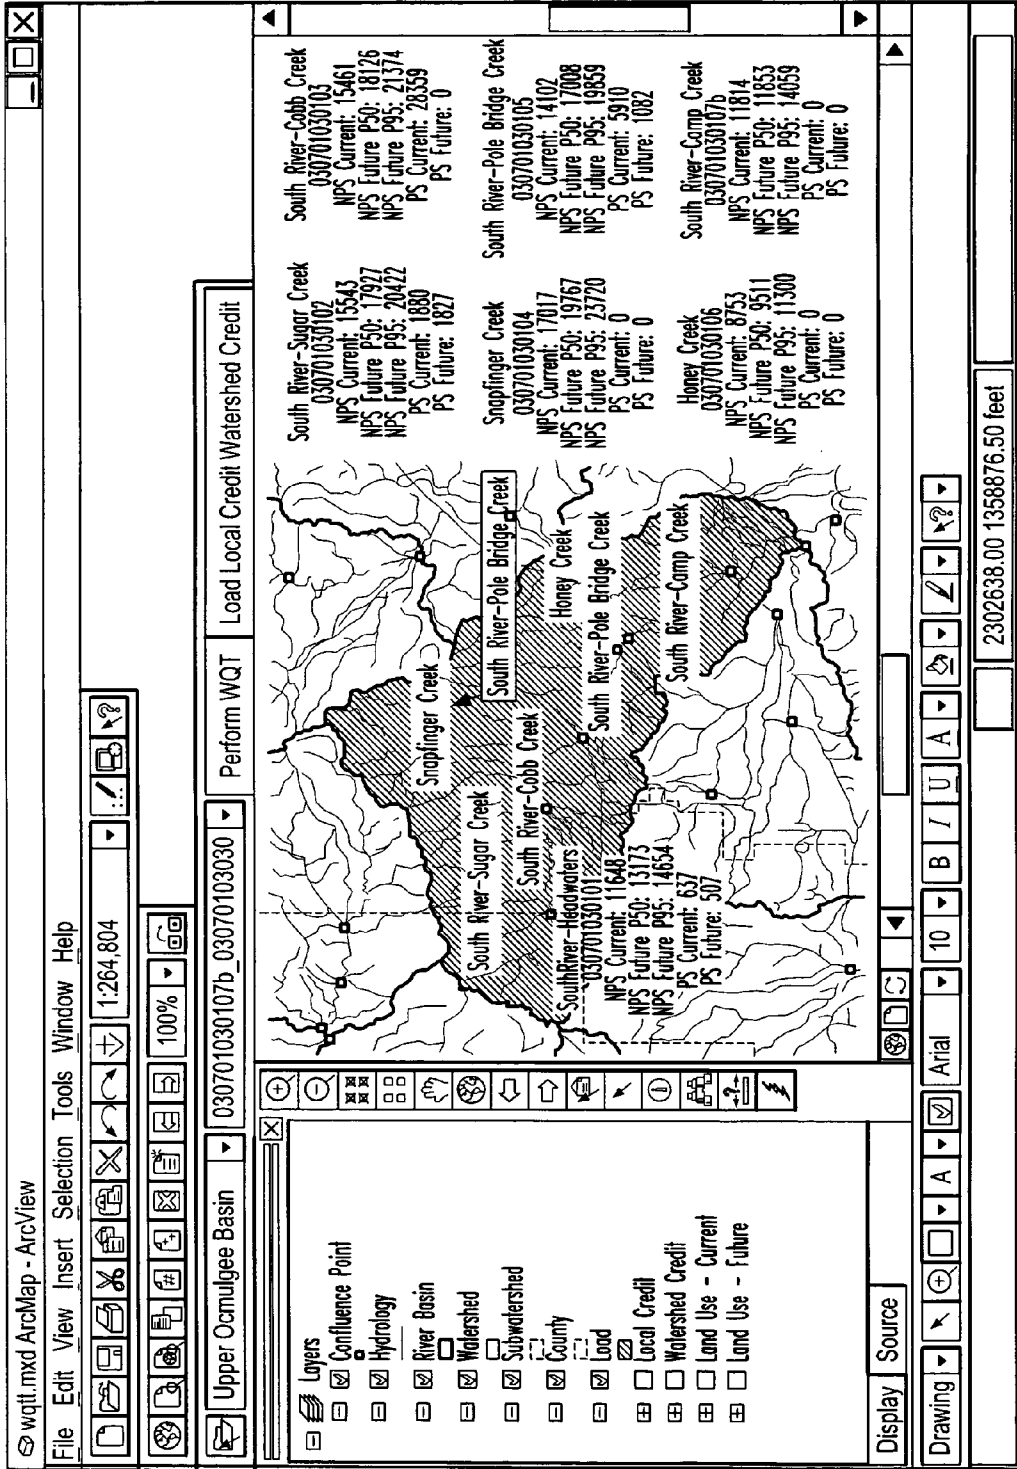 wqtt.mxd ArcMap - ArcView
File Edit View Insert Selection Tools Window Help
1:264,804
100%
Upper Ocmulgee Basin
030701030107b_0307010303​0
Perform WQT
Load Local Credit Watershed Credit
Layers
Confluence Point
Hydrology
River Basin
Watershed
Subwatershed
County
Load
Local Credit
Watershed Credit
Land Use - Current
Land Use - Future
Display
Source
Snapfinger Creek
South River-Pole Bridge Creek
South River-Sugar Creek
Honey Creek
South River-Cobb Creek
South River-Pole Bridge Creek
South River-Camp Creek
SouthRiver-Headwaters
030701030101
NPS Current: 11648
NPS Future P50: 13173
NPS Future P95: 14654
PS Current: 637
PS Future: 507
South River-Sugar Creek
030701030102
NPS Current: 15543
NPS Future P50: 17927
NPS Future P95: 20422
PS Current: 1880
PS Future: 1827
South River-Cobb Creek
030701030103
NPS Current: 15461
NPS Future P50: 18126
NPS Future P95: 21374
PS Current: 28359
PS Future: 0
Snapfinger Creek
030701030104
NPS Current: 17017
NPS Future P50: 19767
NPS Future P95: 23720
PS Current: 0
PS Future: 0
South River-Pole Bridge Creek
030701030105
NPS Current: 14102
NPS Future P50: 17008
NPS Future P95: 19859
PS Current: 5910
PS Future: 1082
Honey Creek
030701030106
NPS Current: 8753
NPS Future P50: 9511
NPS Future P95: 11300
PS Current: 0
PS Future: 0
South River-Camp Creek
030701030107b
NPS Current: 11814
NPS Future P50: 11853
NPS Future P95: 14059
PS Current: 0
PS Future: 0
Drawing
A
Arial
10
B I U
A
2302638.00 1358876.50 feet